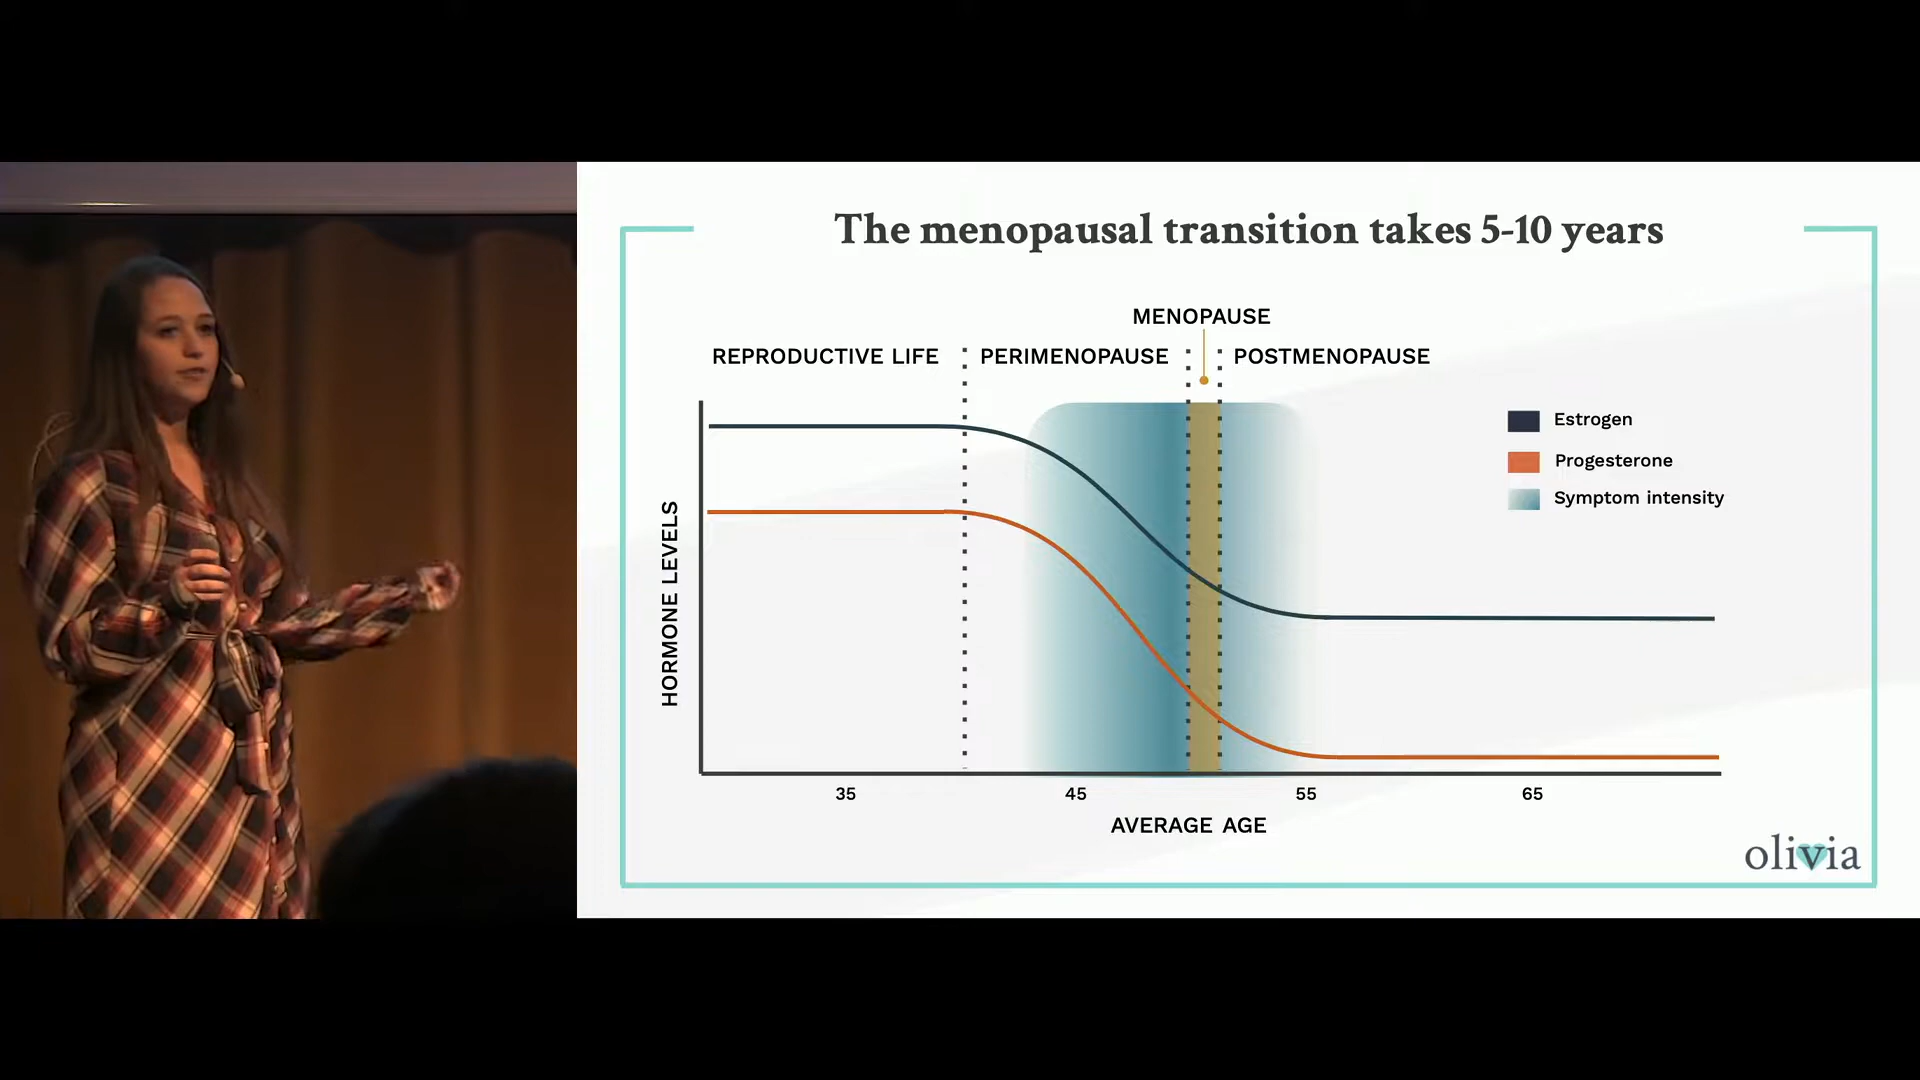 The menopausal transition takes 5-10 years
MENOPAUSE
REPRODUCTIVE LIFE
PERIMENOPAUSE
POSTMENOPAUSE
Estrogen
Progesterone
Symptom intensity
HORMONE LEVELS
35 45 55 65
AVERAGE AGE
olivia